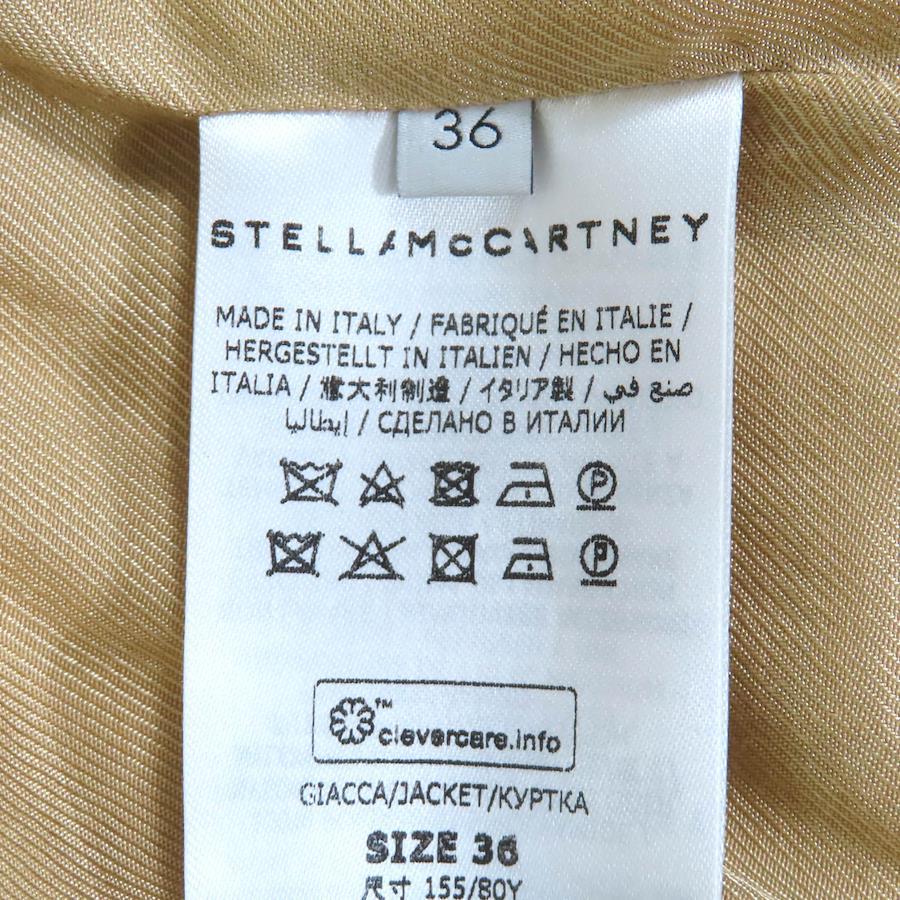 36
STELLA McCARTNEY
MADE IN ITALY / FABRIQUÉ EN ITALIE /
HERGESTELLT IN ITALIEN / HECHO EN
ITALIA / 意大利制造 / イタリア製 / صنع في
إيطاليا / СДЕЛАНО В ИТАЛИИ
P
P
™
clevercare.info
GIACCA/JACKET/КУРТКА
SIZE 36
尺寸 155/80Y